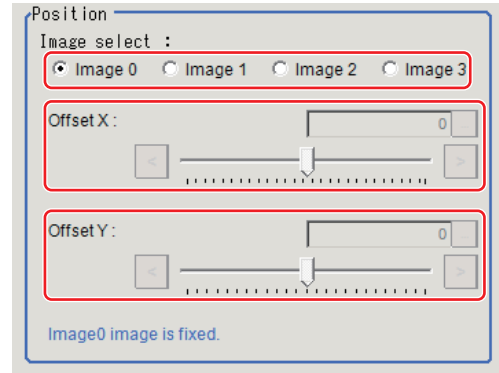 Position
Image select :
Image 0 Image 1 Image 2 Image 3
Offset X :
0
< >
Offset Y :
0
< >
Image0 image is fixed.